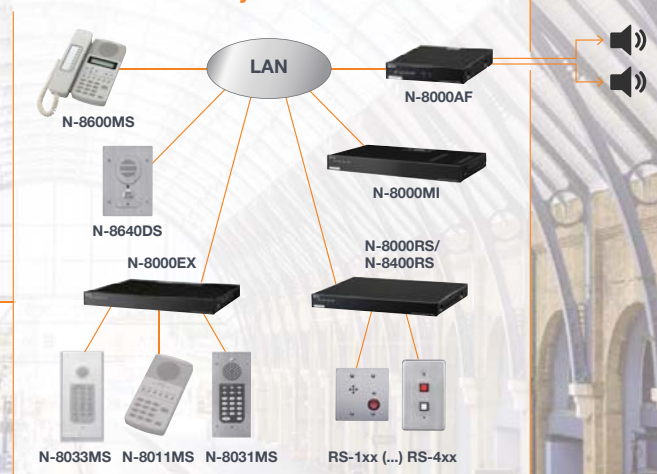 LAN
N-8000AF
N-8600MS
N-8000MI
N-8640DS
N-8000EX
N-8000RS/
N-8400RS
N-8033MS N-8011MS N-8031MS RS-1xx (...) RS-4xx